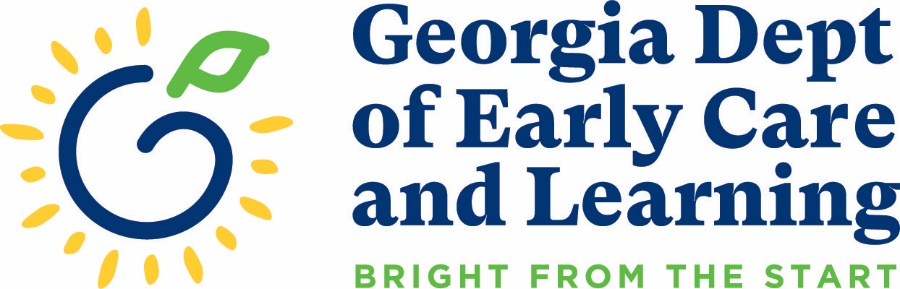 Georgia Dept
of Early Care
and Learning
BRIGHT FROM THE START